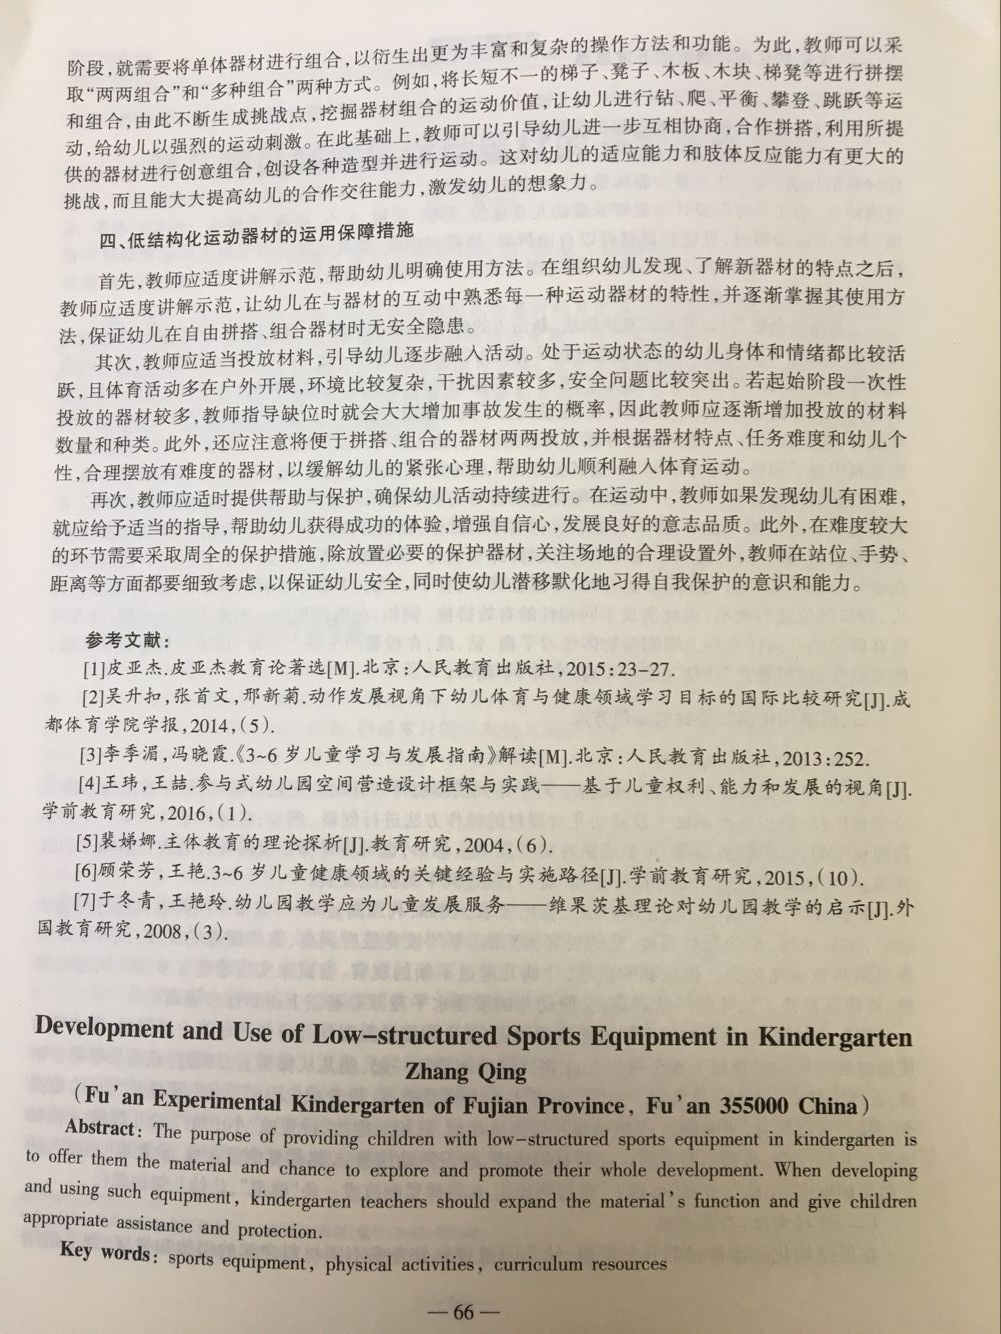 阶段,就需要将单体器材进行组合,以衍生出更为丰富和复杂的操作方法和功能。为此,教师可以采
取“两两组合”和“多种组合”两种方式。例如,将长短不一的梯子、凳子、木板、木块、梯凳等进行拼摆
和组合,由此不断生成挑战点,挖掘器材组合的运动价值,让幼儿进行钻、爬、平衡、攀登、跳跃等运
动,给幼儿以强烈的运动刺激。在此基础上,教师可以引导幼儿进一步互相协商,合作拼搭,利用所提
供的器材进行创意组合,创设各种造型并进行运动。这对幼儿的适应能力和肢体反应能力有更大的
挑战,而且能大大提高幼儿的合作交往能力,激发幼儿的想象力。
四、低结构化运动器材的运用保障措施
首先,教师应适度讲解示范,帮助幼儿明确使用方法。在组织幼儿发现、了解新器材的特点之后,
教师应适度讲解示范,让幼儿在与器材的互动中熟悉每一种运动器材的特性,并逐渐掌握其使用方
法,保证幼儿在自由拼搭、组合器材时无安全隐患。
其次,教师应适当投放材料,引导幼儿逐步融入活动。处于运动状态的幼儿身体和情绪都比较活
跃,且体育活动多在户外开展,环境比较复杂,干扰因素较多,安全问题比较突出。若起始阶段一次性
投放的器材较多,教师指导缺位时就会大大增加事故发生的概率,因此教师应逐渐增加投放的材料
数量和种类。此外,还应注意将便于拼搭、组合的器材两两投放,并根据器材特点、任务难度和幼儿个
性,合理摆放有难度的器材,以缓解幼儿的紧张心理,帮助幼儿顺利融入体育运动。
再次,教师应适时提供帮助与保护,确保幼儿活动持续进行。在运动中,教师如果发现幼儿有困难,
就应给予适当的指导,帮助幼儿获得成功的体验,增强自信心,发展良好的意志品质。此外,在难度较大
的环节需要采取周全的保护措施,除放置必要的保护器材,关注场地的合理设置外,教师在站位、手势、
距离等方面都要细致考虑,以保证幼儿安全,同时使幼儿潜移默化地习得自我保护的意识和能力。
参考文献:
[1]皮亚杰.皮亚杰教育论著选[M].北京:人民教育出版社,2015:23-27.
[2]吴升扣,张首文,邢新菊.动作发展视角下幼儿体育与健康领域学习目标的国际比较研究[J].成
都体育学院学报,2014,(5).
[3]李季湄,冯晓霞.《3~6 岁儿童学习与发展指南》解读[M].北京:人民教育出版社,2013:252.
[4]王玮,王喆.参与式幼儿园空间营造设计框架与实践——基于儿童权利、能力和发展的视角[J].
学前教育研究,2016,(1).
[5]裴娣娜.主体教育的理论探析[J].教育研究,2004,(6).
[6]顾荣芳,王艳.3~6 岁儿童健康领域的关键经验与实施路径[J].学前教育研究,2015,(10).
[7]于冬青,王艳玲.幼儿园教学应为儿童发展服务——维果茨基理论对幼儿园教学的启示[J].外
国教育研究,2008,(3).
Development and Use of Low-structured Sports Equipment in Kindergarten
Zhang Qing
(Fu'an Experimental Kindergarten of Fujian Province, Fu'an 355000 China)
Abstract: The purpose of providing children with low-structured sports equipment in kindergarten is
to offer them the material and chance to explore and promote their whole development. When developing
and using such equipment, kindergarten teachers should expand the material's function and give children
appropriate assistance and protection.
Key words: sports equipment, physical activities, curriculum resources
— 66 —